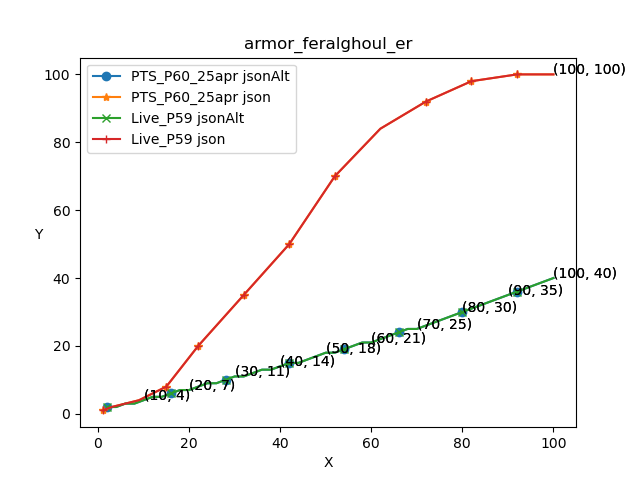 armor_feralghoul_er
PTS_P60_25apr jsonAlt
PTS_P60_25apr json
Live_P59 jsonAlt
Live_P59 json
Y
100
80
60
40
20
0
(100, 100)
(100, 40)
(90, 35)
(80, 30)
(70, 25)
(60, 21)
(50, 18)
(40, 14)
(30, 11)
(20, 7)
(10, 4)
0 20 40 60 80 100
X